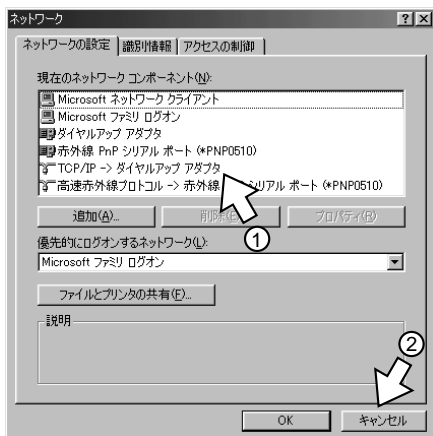 ネットワーク
ネットワークの設定 識別情報 アクセスの制御
現在のネットワーク コンポーネント(N):
Microsoft ネットワーク クライアント
Microsoft ファミリ ログオン
ダイヤルアップ アダプタ
赤外線 PnP シリアル ポート (*PNP0510)
TCP/IP -> ダイヤルアップ アダプタ
高速赤外線プロトコル -> 赤外線 シリアル ポート (*PNP0510)
追加(A)... 削除(E) プロパティ(R)
①
優先的にログオンするネットワーク(L):
Microsoft ファミリ ログオン
ファイルとプリンタの共有(F)...
説明
②
OK キャンセル